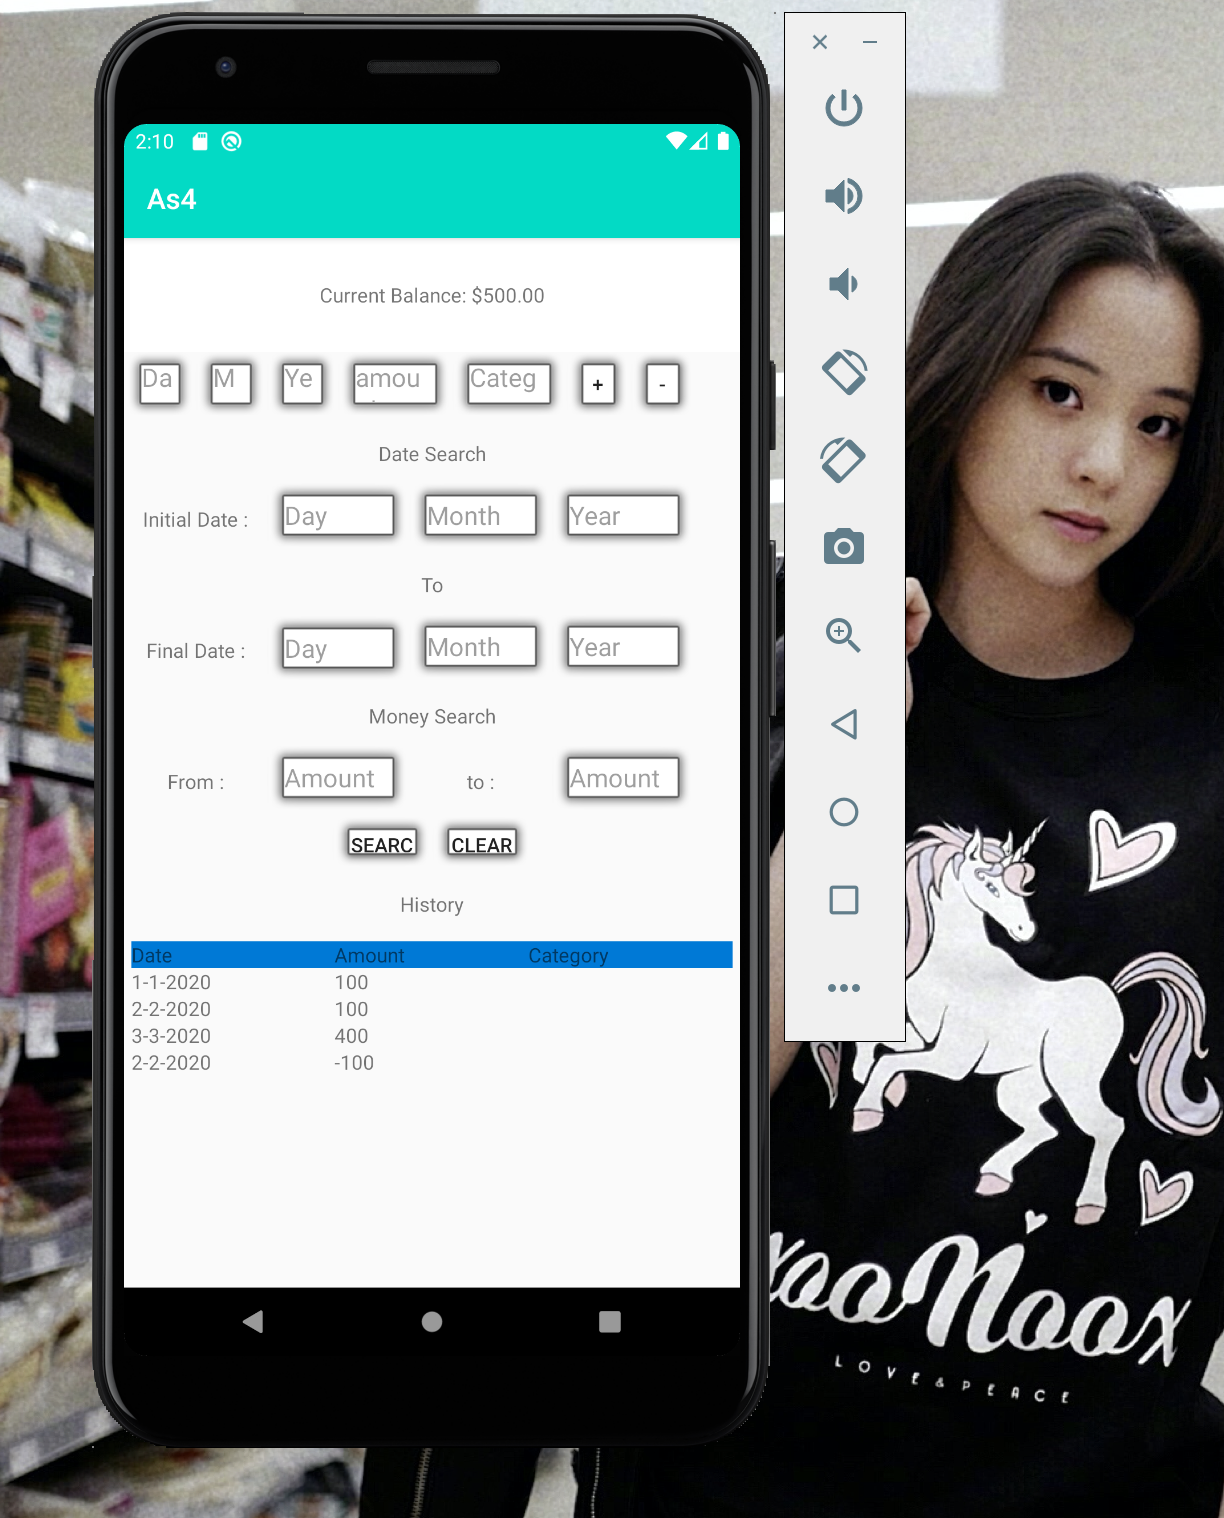 2:10
As4
Current Balance: $500.00
Da M Ye amou Categ + -
Date Search
Initial Date : Day Month Year
To
Final Date : Day Month Year
Money Search
From : Amount to : Amount
SEARC CLEAR
History
Date Amount Category
1-1-2020 100
2-2-2020 100
3-3-2020 400
2-2-2020 -100
xooNoox
LOVE&PEACE